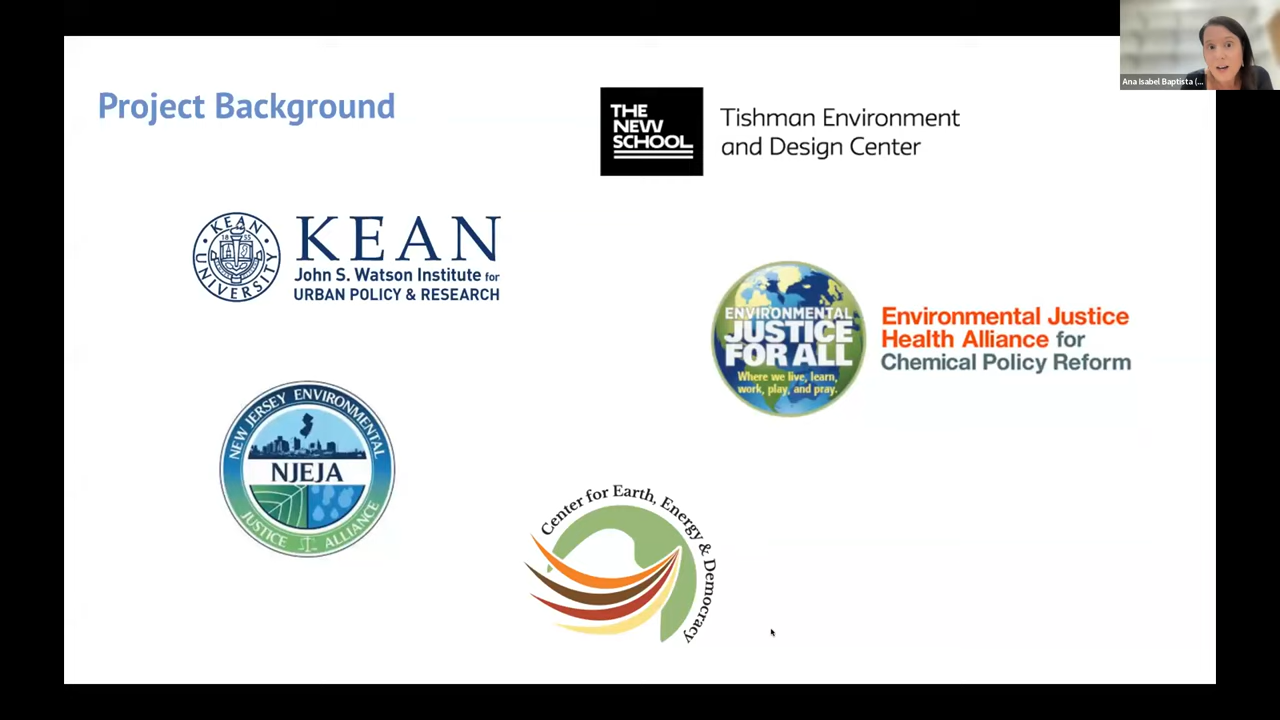 Ana Isabel Baptista (...
Project Background
THE
NEW
SCHOOL
Tishman Environment
and Design Center
KEAN
UNIVERSITY
1855
KEAN
John S. Watson Institute for
URBAN POLICY & RESEARCH
ENVIRONMENTAL
JUSTICE
FOR ALL
Where we live, learn,
work, play, and pray.
Environmental Justice
Health Alliance for
Chemical Policy Reform
NEW JERSEY ENVIRONMENTAL
NJEJA
JUSTICE ALLIANCE
Center for Earth, Energy & Democracy